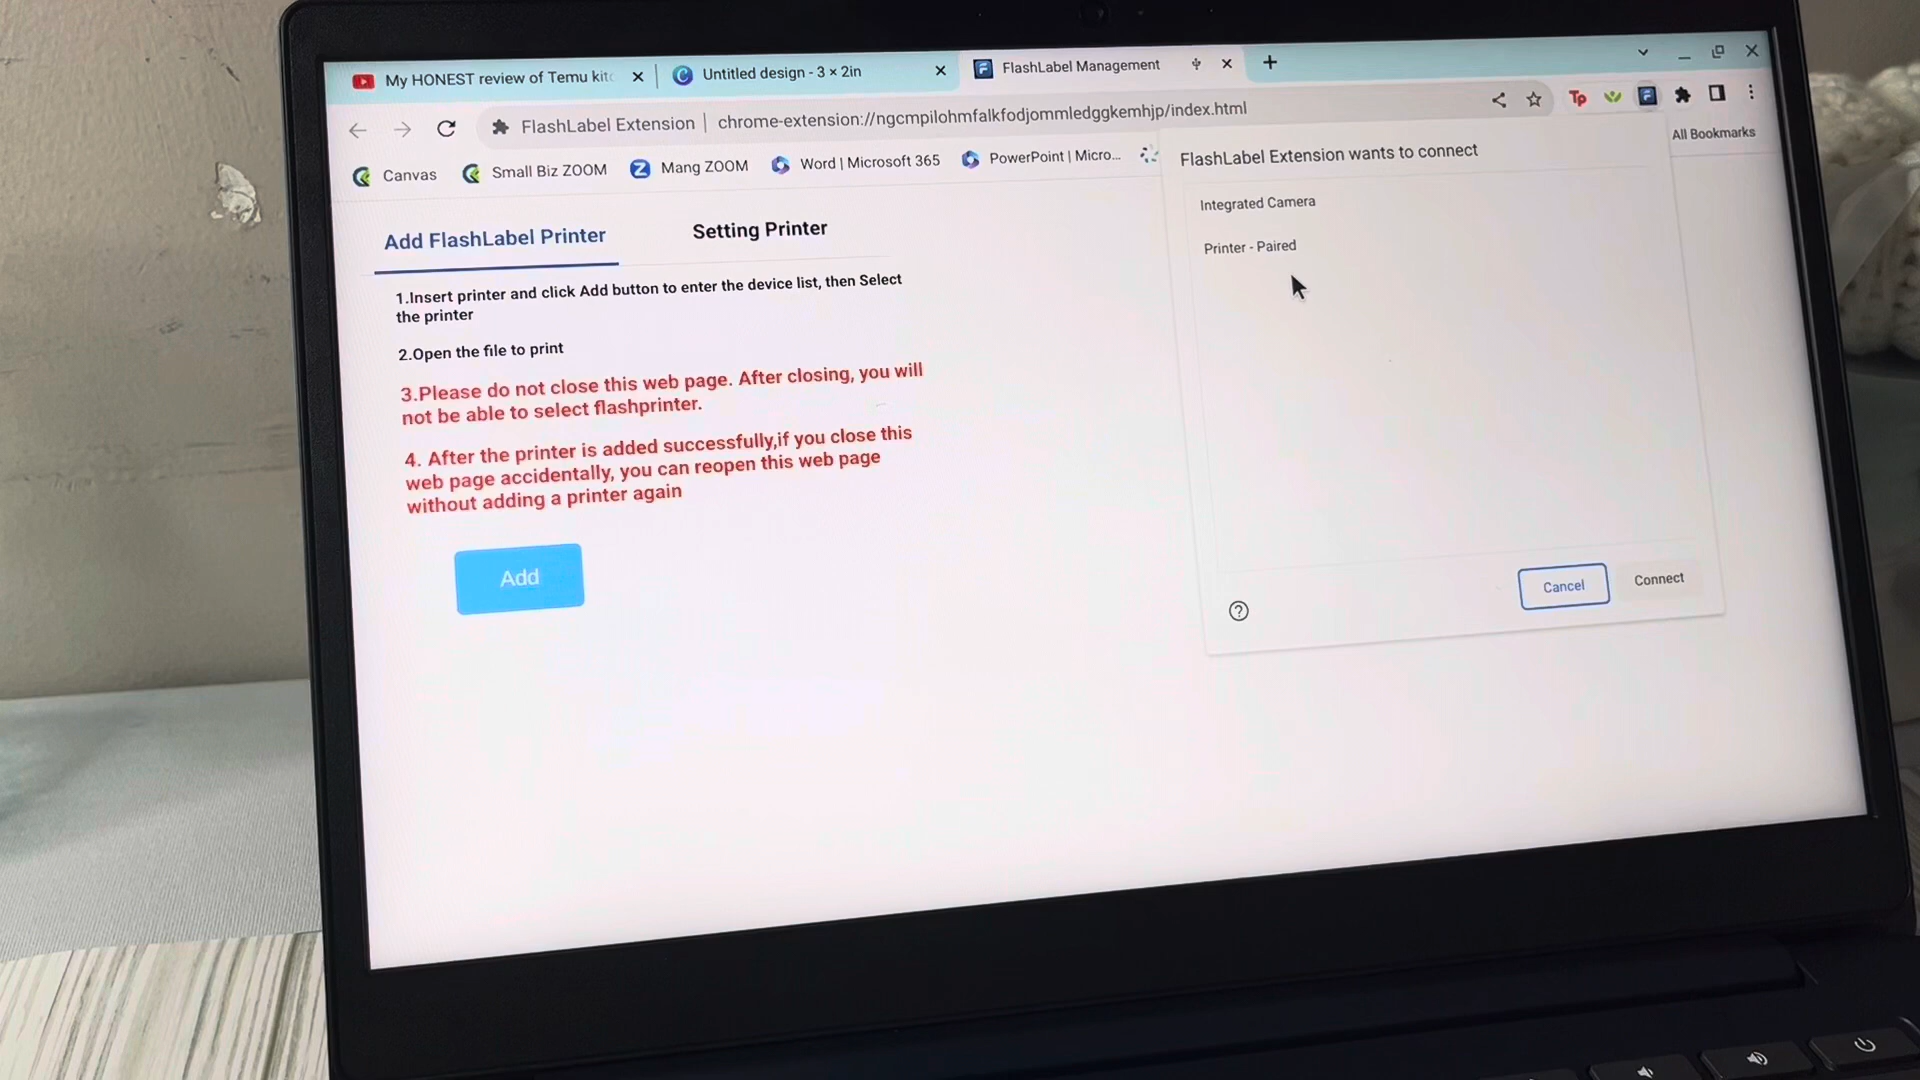 My HONEST review of Temu kitc
Untitled design - 3 × 2in
FlashLabel Management
FlashLabel Extension
chrome-extension://ngcmpilohmfalkfodjommledggkemhjp/index.html
Tp
Canvas
Small Biz ZOOM
Z
Mang ZOOM
Word | Microsoft 365
PowerPoint | Micro...
All Bookmarks
FlashLabel Extension wants to connect
Integrated Camera
Printer - Paired
Cancel
Connect
Add FlashLabel Printer
Setting Printer
1.Insert printer and click Add button to enter the device list, then Select
the printer
2.Open the file to print
3.Please do not close this web page. After closing, you will
not be able to select flashprinter.
4. After the printer is added successfully,if you close this
web page accidentally, you can reopen this web page
without adding a printer again
Add